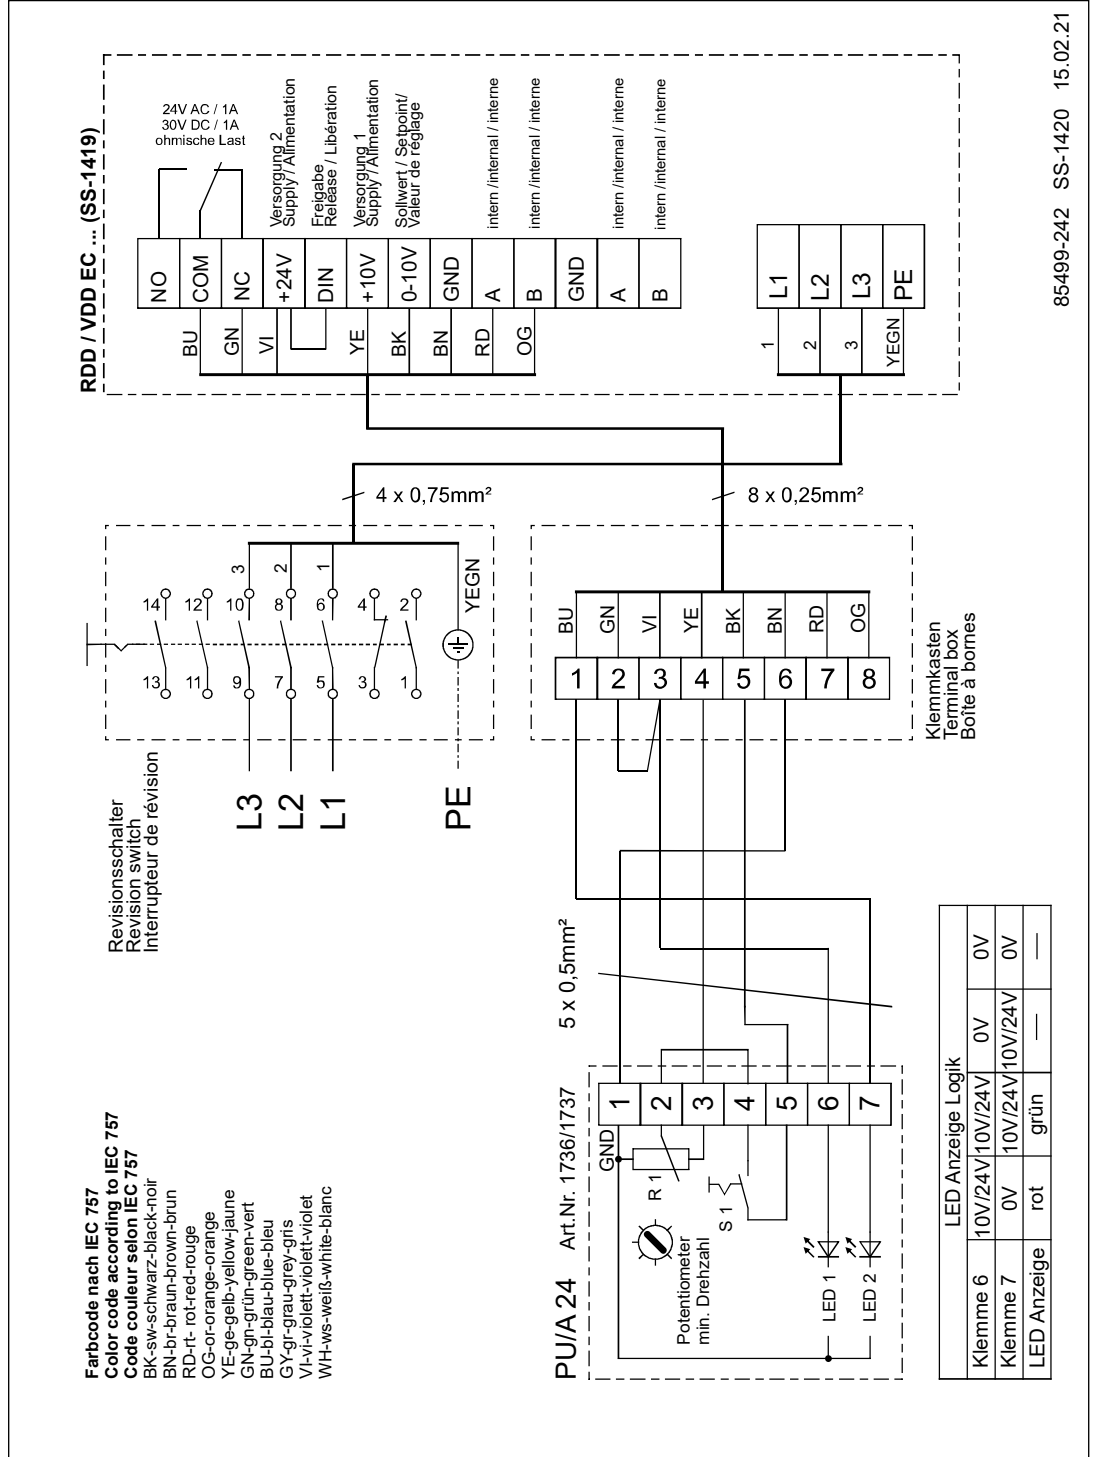 85499-242 SS-1420 15.02.21
RDD / VDD EC ... (SS-1419)
24V AC / 1A
30V DC / 1A
ohmische Last
Versorgung 2
Supply / Alimentation
Freigabe
Release / Libération
Versorgung 1
Supply / Alimentation
Sollwert / Setpoint/
Valeur de réglage
intern /internal / interne
intern /internal / interne
intern /internal / interne
intern /internal / interne
NO
COM
NC
+24V
DIN
+10V
0-10V
GND
A
B
GND
A
B
L1
L2
L3
PE
BU
GN
VI
YE
BK
BN
RD
OG
1
2
3
YEGN
4 x 0,75mm²
8 x 0,25mm²
3
2
1
YEGN
14
12
10
8
6
4
2
13
11
9
7
5
3
1
Revisionsschalter
Revision switch
Interrupteur de révision
L3
L2
L1
PE
BU
GN
VI
YE
BK
BN
RD
OG
1
2
3
4
5
6
7
8
Klemmkasten
Terminal box
Boîte à bornes
5 x 0,5mm²
PU/A 24 Art.Nr. 1736/1737
GND
1
2
3
4
5
6
7
R 1
S 1
Potentiometer
min. Drehzahl
LED 1
LED 2
LED Anzeige Logik
Klemme 6 10V/24V 10V/24V 0V 0V
Klemme 7 0V 10V/24V 10V/24V 0V
LED Anzeige rot grün — —
Farbcode nach IEC 757
Color code according to IEC 757
Code couleur selon IEC 757
BK-sw-schwarz-black-noir
BN-br-braun-brown-brun
RD-rt- rot-red-rouge
OG-or-orange-orange
YE-ge-gelb-yellow-jaune
GN-gn-grün-green-vert
BU-bl-blau-blue-bleu
GY-gr-grau-grey-gris
VI-vi-violett-violett-violet
WH-ws-weiß-white-blanc